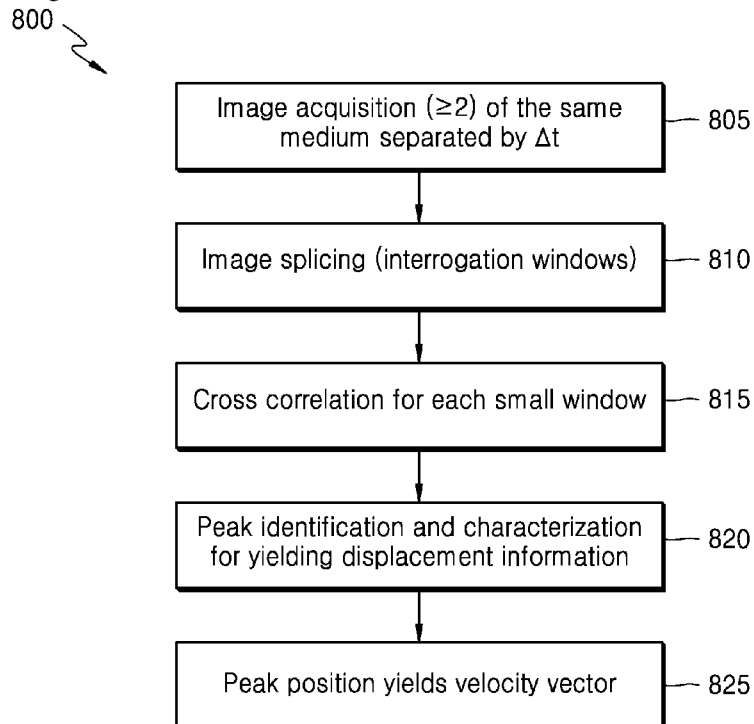 800
Image acquisition (≥2) of the same
medium separated by Δt
805
Image splicing (interrogation windows)
810
Cross correlation for each small window
815
Peak identification and characterization
for yielding displacement information
820
Peak position yields velocity vector
825